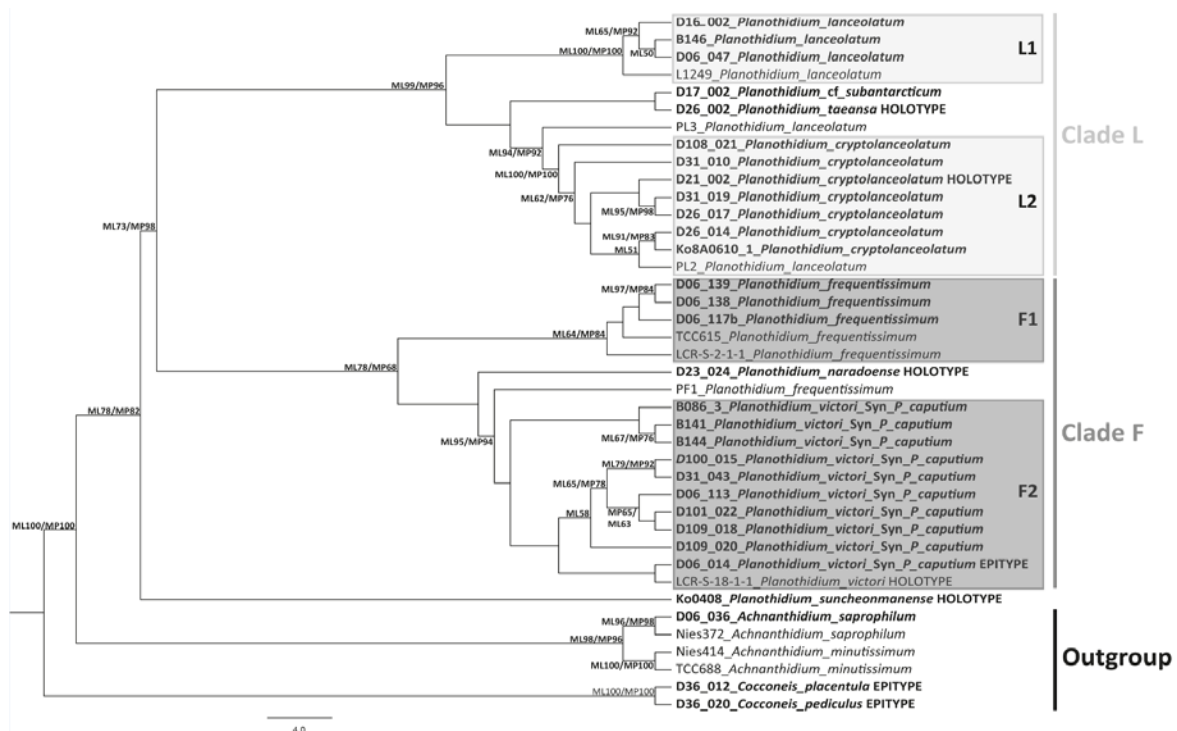 D16_002_Planothidium_lanceolatum
ML65/MP92
B146_Planothidium_lanceolatum
L1
ML100/MP100
ML50
D06_047_Planothidium_lanceolatum
L1249_Planothidium_lanceolatum
ML99/MP96
D17_002_Planothidium_cf_subantarcticum
D26_002_Planothidium_taeansa HOLOTYPE
PL3_Planothidium_lanceolatum
Clade L
ML94/MP92
D108_021_Planothidium_cryptolanceolatum
D31_010_Planothidium_cryptolanceolatum
ML100/MP100
D21_002_Planothidium_cryptolanceolatum HOLOTYPE
ML62/MP76
D31_019_Planothidium_cryptolanceolatum
L2
ML95/MP98
D26_017_Planothidium_cryptolanceolatum
ML73/MP98
D26_014_Planothidium_cryptolanceolatum
ML91/MP83
Ko8A0610_1_Planothidium_cryptolanceolatum
ML51
PL2_Planothidium_lanceolatum
D06_139_Planothidium_frequentissimum
ML97/MP84
D06_138_Planothidium_frequentissimum
D06_117b_Planothidium_frequentissimum
F1
ML64/MP84
TCC615_Planothidium_frequentissimum
LCR-S-2-1-1_Planothidium_frequentissimum
ML78/MP68
D23_024_Planothidium_naradoense HOLOTYPE
PF1_Planothidium_frequentissimum
ML78/MP82
B086_3_Planothidium_victori_Syn_P_caputium
B141_Planothidium_victori_Syn_P_caputium
Clade F
ML95/MP94
ML67/MP76
B144_Planothidium_victori_Syn_P_caputium
D100_015_Planothidium_victori_Syn_P_caputium
ML79/MP92
D31_043_Planothidium_victori_Syn_P_caputium
ML65/MP78
D06_113_Planothidium_victori_Syn_P_caputium
F2
MP65/
ML63
D101_022_Planothidium_victori_Syn_P_caputium
ML58
ML100/MP100
D109_018_Planothidium_victori_Syn_P_caputium
D109_020_Planothidium_victori_Syn_P_caputium
D06_014_Planothidium_victori_Syn_P_caputium EPITYPE
LCR-S-18-1-1_Planothidium_victori HOLOTYPE
Ko0408_Planothidium_suncheonmanense HOLOTYPE
D06_036_Achnanthidium_saprophilum
ML96/MP98
Nies372_Achnanthidium_saprophilum
ML98/MP96
Nies414_Achnanthidium_minutissimum
Outgroup
ML100/MP100
TCC688_Achnanthidium_minutissimum
D36_012_Cocconeis_placentula EPITYPE
ML100/MP100
D36_020_Cocconeis_pediculus EPITYPE
4.0